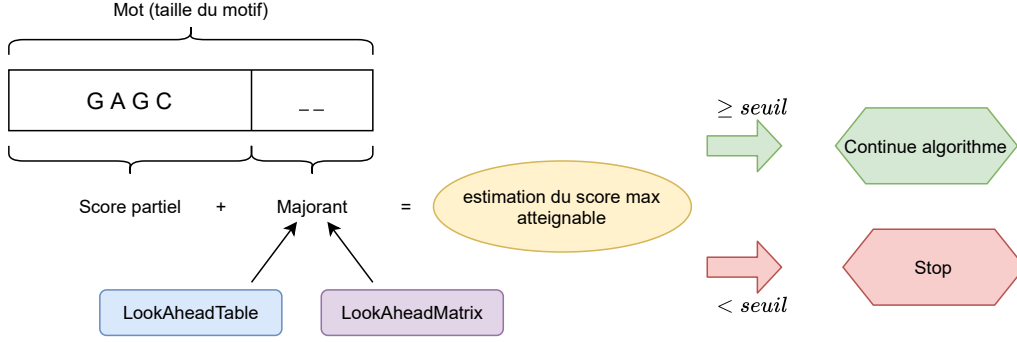 Mot (taille du motif)
G A G C
_ _
≥ seuil
Continue algorithme
Score partiel + Majorant =
estimation du score max
atteignable
Stop
< seuil
LookAheadTable
LookAheadMatrix